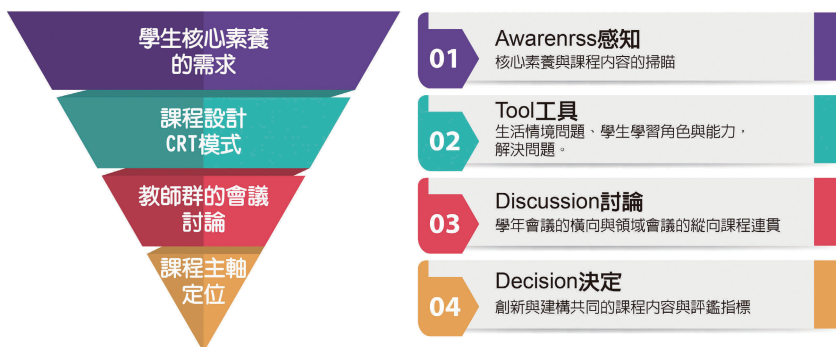 學生核心素養
的需求
課程設計
CRT模式
教師群的會議
討論
課程主軸
定位
01
Awarenrss感知
核心素養與課程內容的掃瞄
02
Tool工具
生活情境問題、學生學習角色與能力，
解決問題。
03
Discussion討論
學年會議的橫向與領域會議的縱向課程連貫
04
Decision決定
創新與建構共同的課程內容與評鑑指標